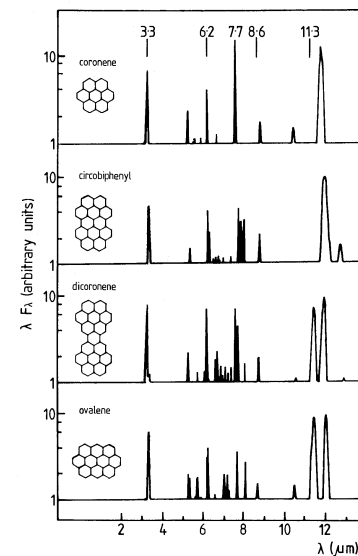 3·3 6·2 7·7 8·6 11·3
10
coronene
1
circobiphenyl
10
1
λ Fλ (arbitrary units)
dicoronene
10
1
ovalene
10
1
2 4 6 8 10 12
λ (μm)